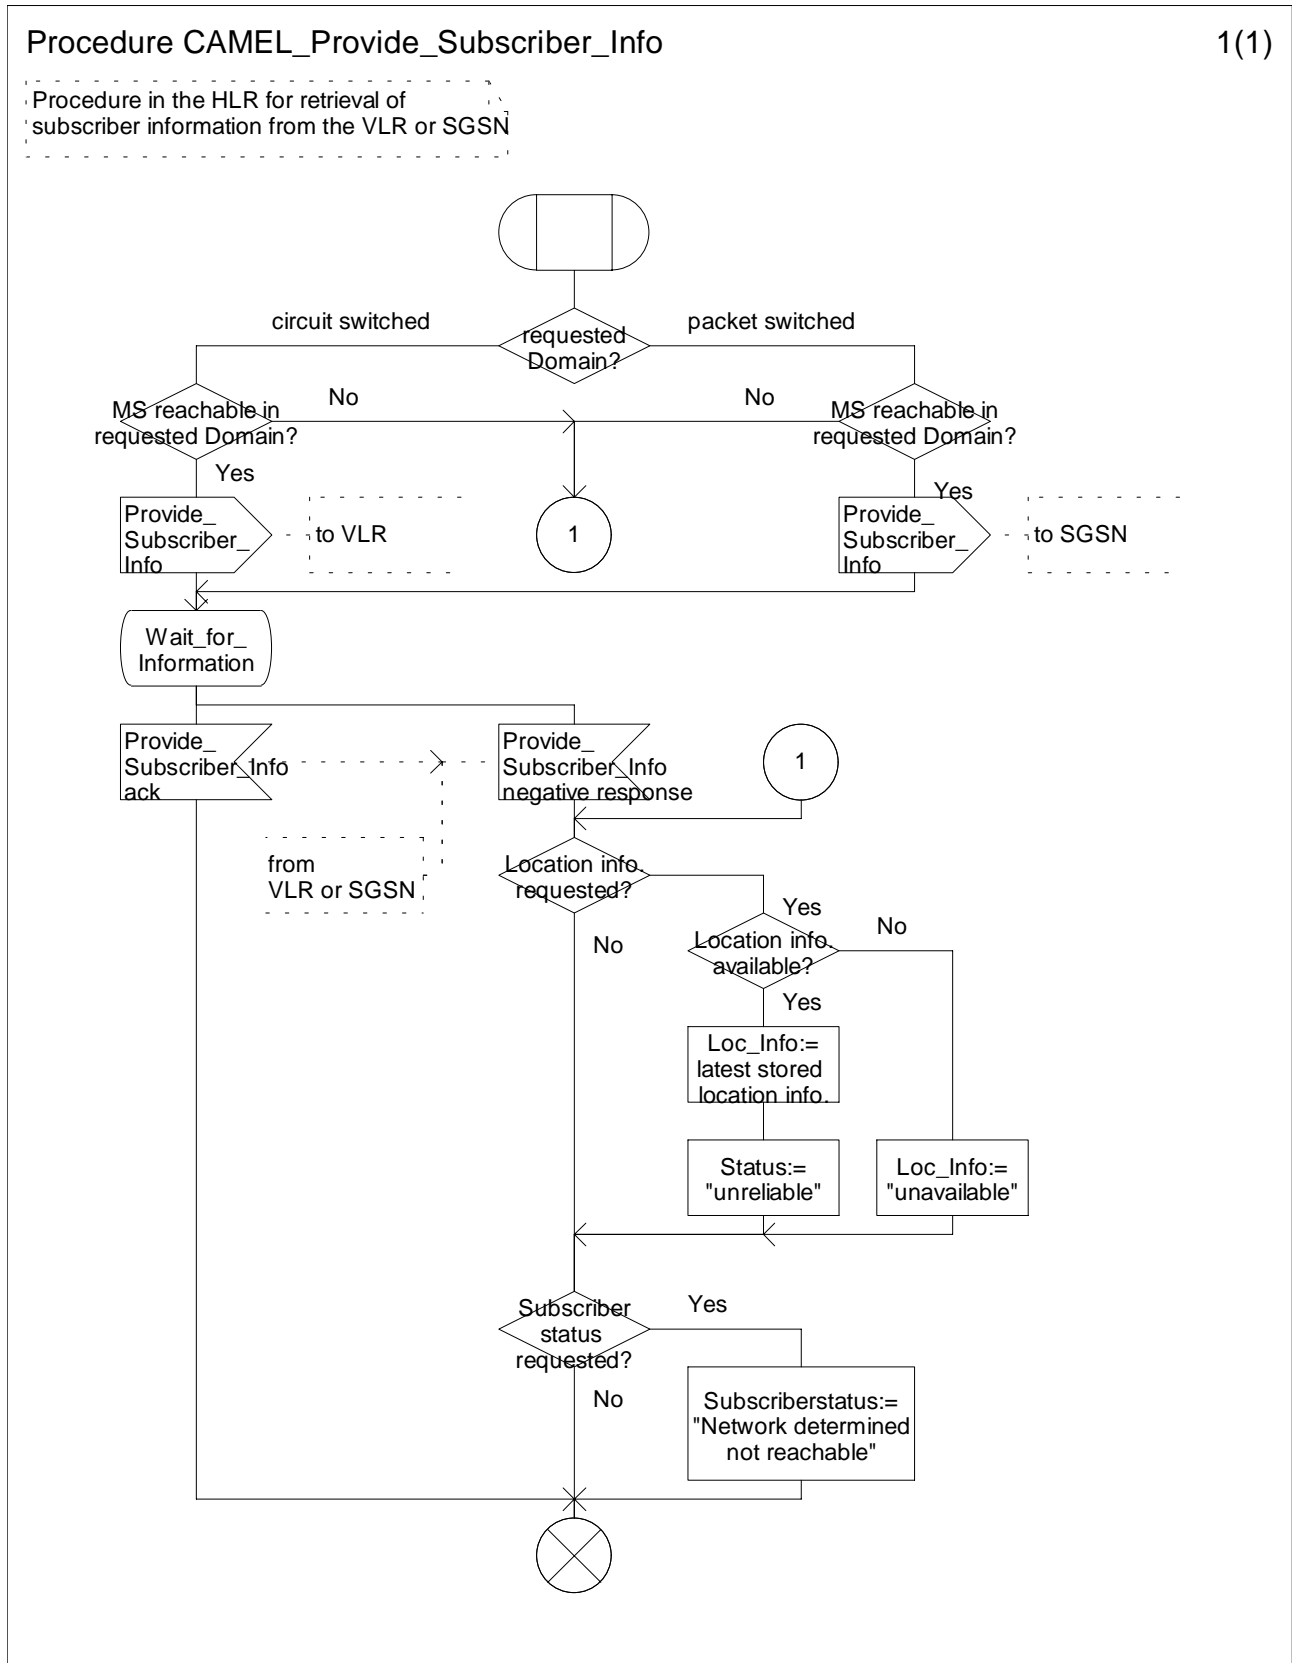 Procedure CAMEL_Provide_Subscriber_Info
1(1)
Procedure in the HLR for retrieval of
subscriber information from the VLR or SGSN
circuit switched
requested
Domain?
packet switched
MS reachable in
requested Domain?
No
No
MS reachable in
requested Domain?
Yes
Yes
Provide_
Subscriber_
Info
to VLR
1
Provide_
Subscriber_
Info
to SGSN
Wait_for_
Information
Provide_
Subscriber_Info
ack
Provide_
Subscriber_Info
negative response
1
from
VLR or SGSN
Location info.
requested?
Yes
No
Location info.
available?
No
Yes
Loc_Info:=
latest stored
location info.
Status:=
"unreliable"
Loc_Info:=
"unavailable"
Subscriber
status
requested?
Yes
No
Subscriberstatus:=
"Network determined
not reachable"